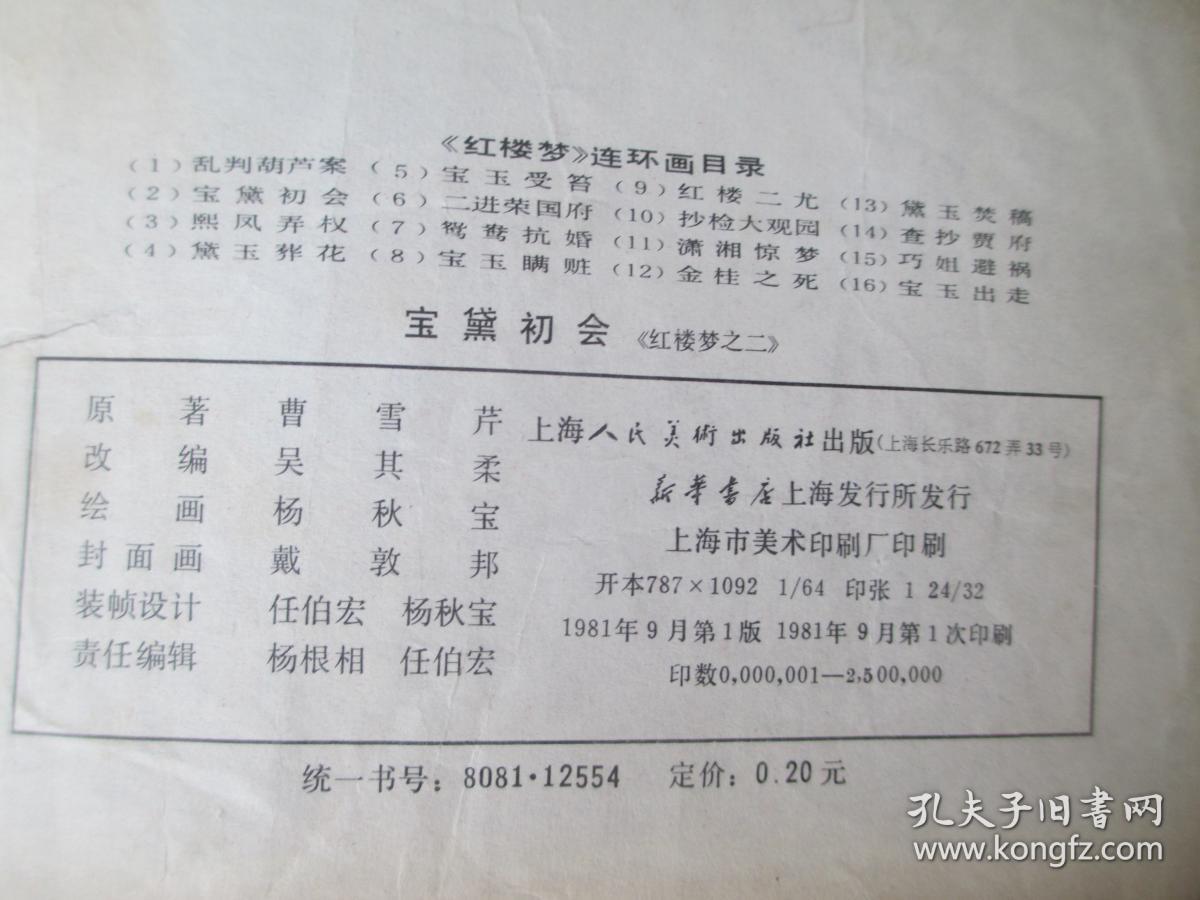 《红楼梦》连环画目录
（1）乱判葫芦案 （5）宝玉受笞 （9）红楼二尤 （13）黛玉焚稿
（2）宝黛初会 （6）二进荣国府 （10）抄检大观园 （14）查抄贾府
（3）熙凤弄权 （7）鸳鸯抗婚 （11）潇湘惊梦 （15）巧姐避祸
（4）黛玉葬花 （8）宝玉瞒赃 （12）金桂之死 （16）宝玉出走
宝黛初会 《红楼梦之二》
原著 曹雪芹
改编 吴其柔
绘画 杨秋宝
封面画 戴敦邦
装帧设计 任伯宏 杨秋宝
责任编辑 杨根相 任伯宏
上海人民美術出版社出版（上海长乐路672弄33号）
新华书店上海发行所发行
上海市美术印刷厂印刷
开本787×1092 1/64 印张 1 24/32
1981年9月第1版 1981年9月第1次印刷
印数0,000,001—2,500,000
统一书号：8081·12554 定价：0.20元
孔夫子旧书网
www.kongfz.com